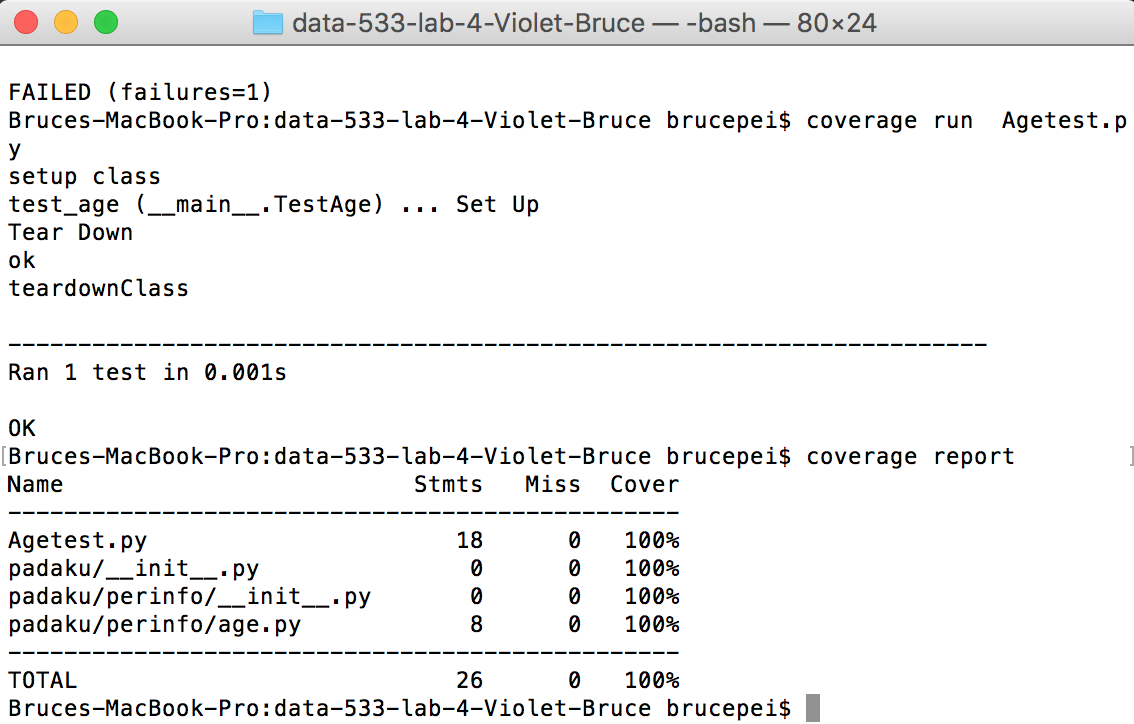 data-533-lab-4-Violet-Bruce — -bash — 80×24
FAILED (failures=1)
Bruces-MacBook-Pro:data-533-lab-4-Violet-Bruce brucepei$ coverage run  Agetest.p
y
setup class
test_age (__main__.TestAge) ... Set Up
Tear Down
ok
teardownClass
----------------------------------------------------------------------
Ran 1 test in 0.001s
OK
[Bruces-MacBook-Pro:data-533-lab-4-Violet-Bruce brucepei$ coverage report ]
Name                         Stmts   Miss  Cover
------------------------------------------------
Agetest.py                      18      0   100%
padaku/__init__.py               0      0   100%
padaku/perinfo/__init__.py       0      0   100%
padaku/perinfo/age.py            8      0   100%
------------------------------------------------
TOTAL                           26      0   100%
Bruces-MacBook-Pro:data-533-lab-4-Violet-Bruce brucepei$